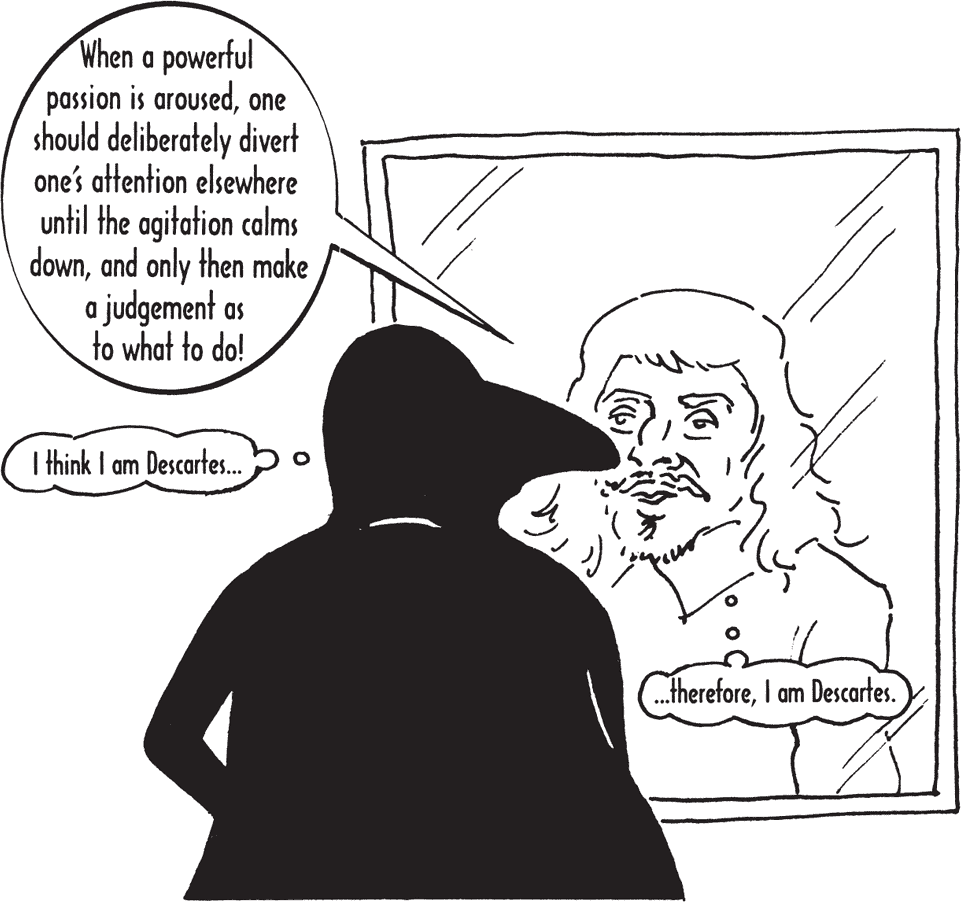 When a powerful
passion is aroused, one
should deliberately divert
one's attention elsewhere
until the agitation calms
down, and only then make
a judgement as
to what to do!
I think I am Descartes...
...therefore, I am Descartes.